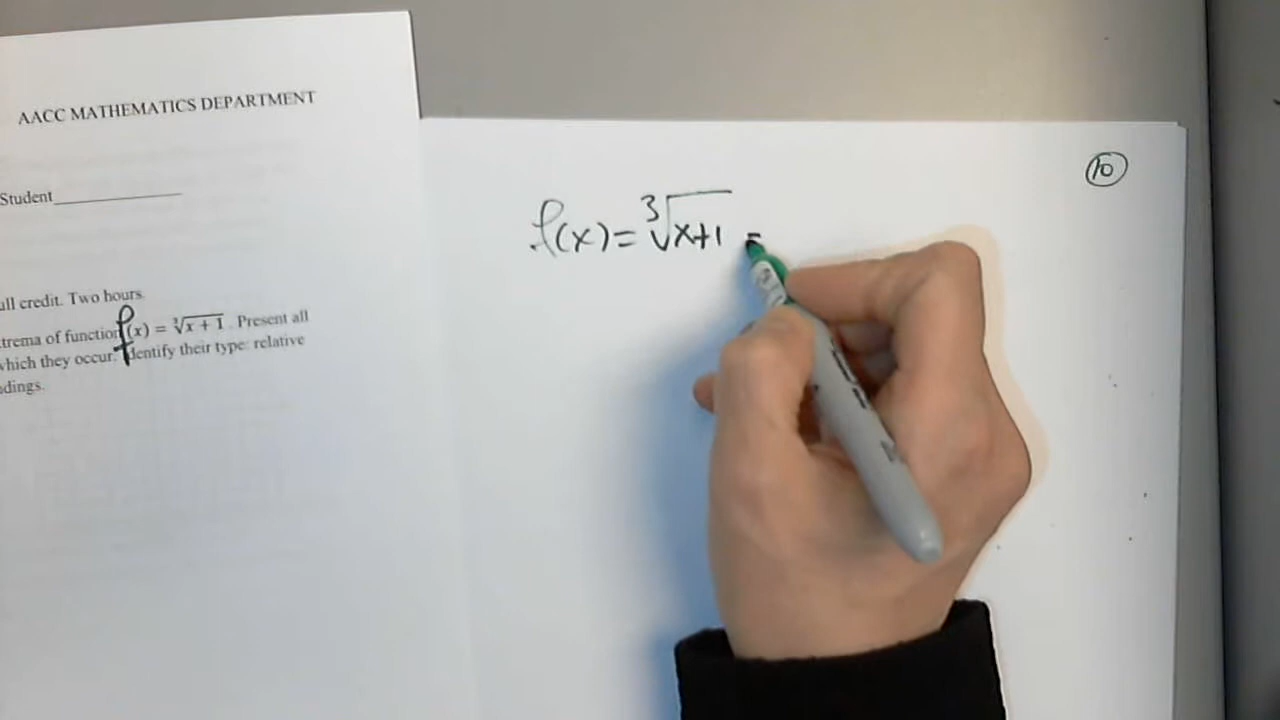 AACC MATHEMATICS DEPARTMENT
Student
ull credit. Two hours.
trema of function f(x) = ∛x + 1. Present all
which they occur. Identify their type: relative
dings.
10
f(x) = ∛x+1 =